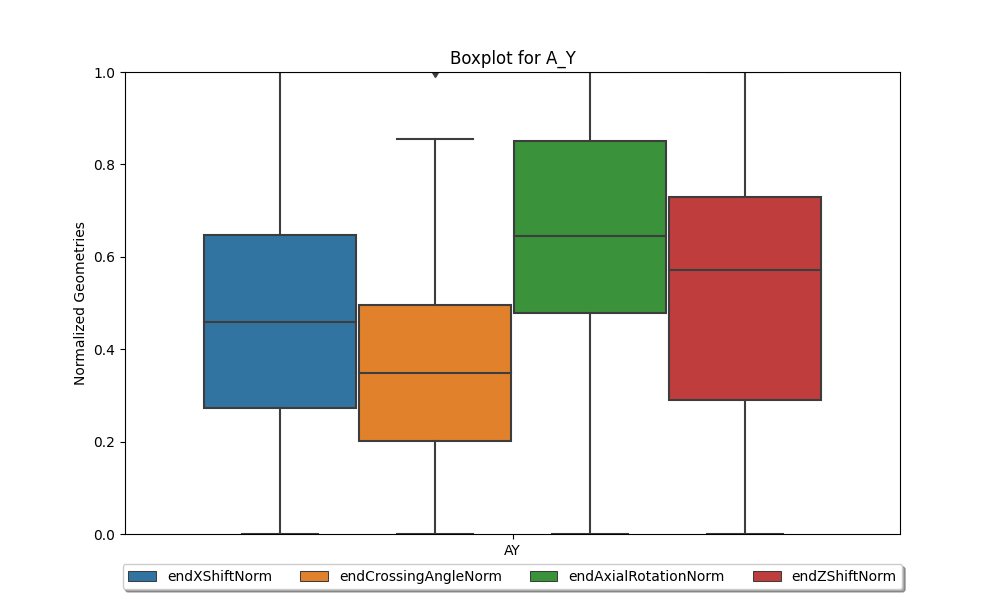 Boxplot for A_Y
1.0
0.8
0.6
0.4
0.2
0.0
Normalized Geometries
AY
endXShiftNorm endCrossingAngleNorm endAxialRotationNorm endZShiftNorm